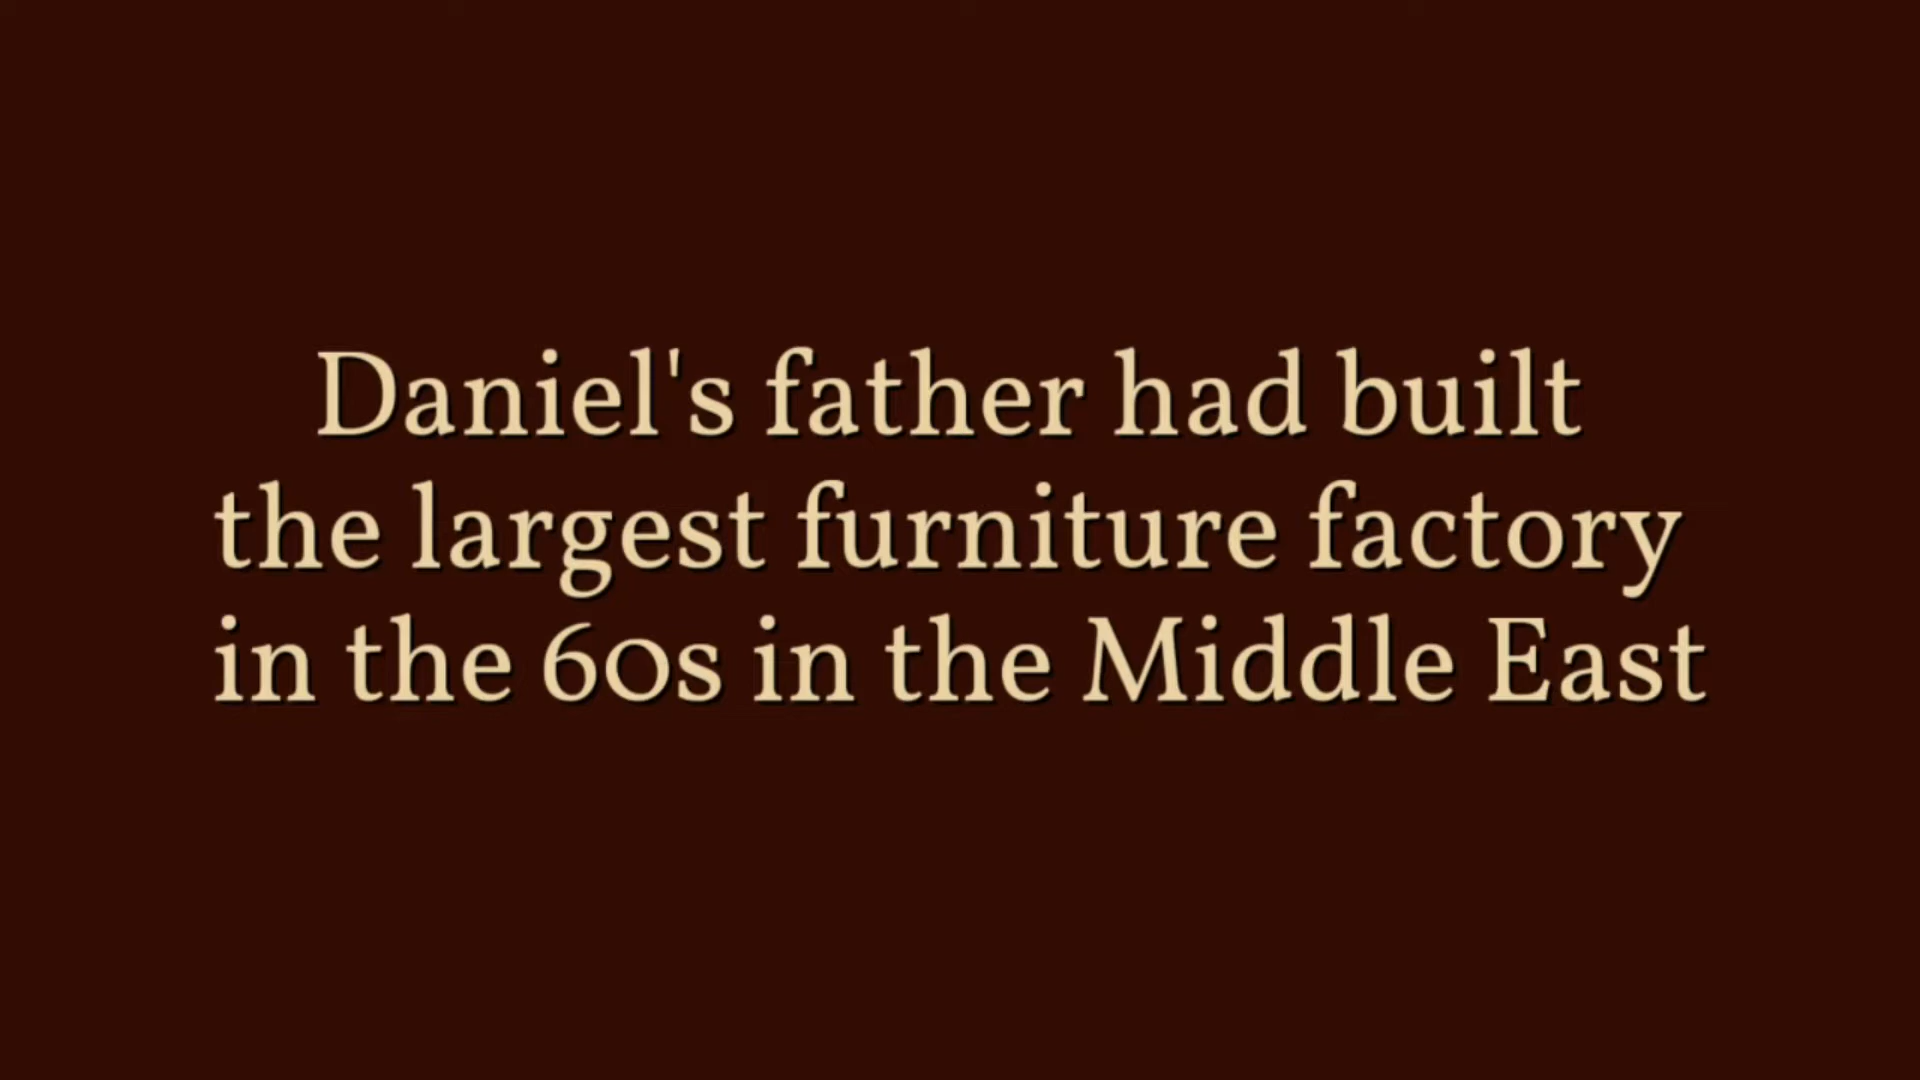 Daniel's father had built
the largest furniture factory
in the 60s in the Middle East